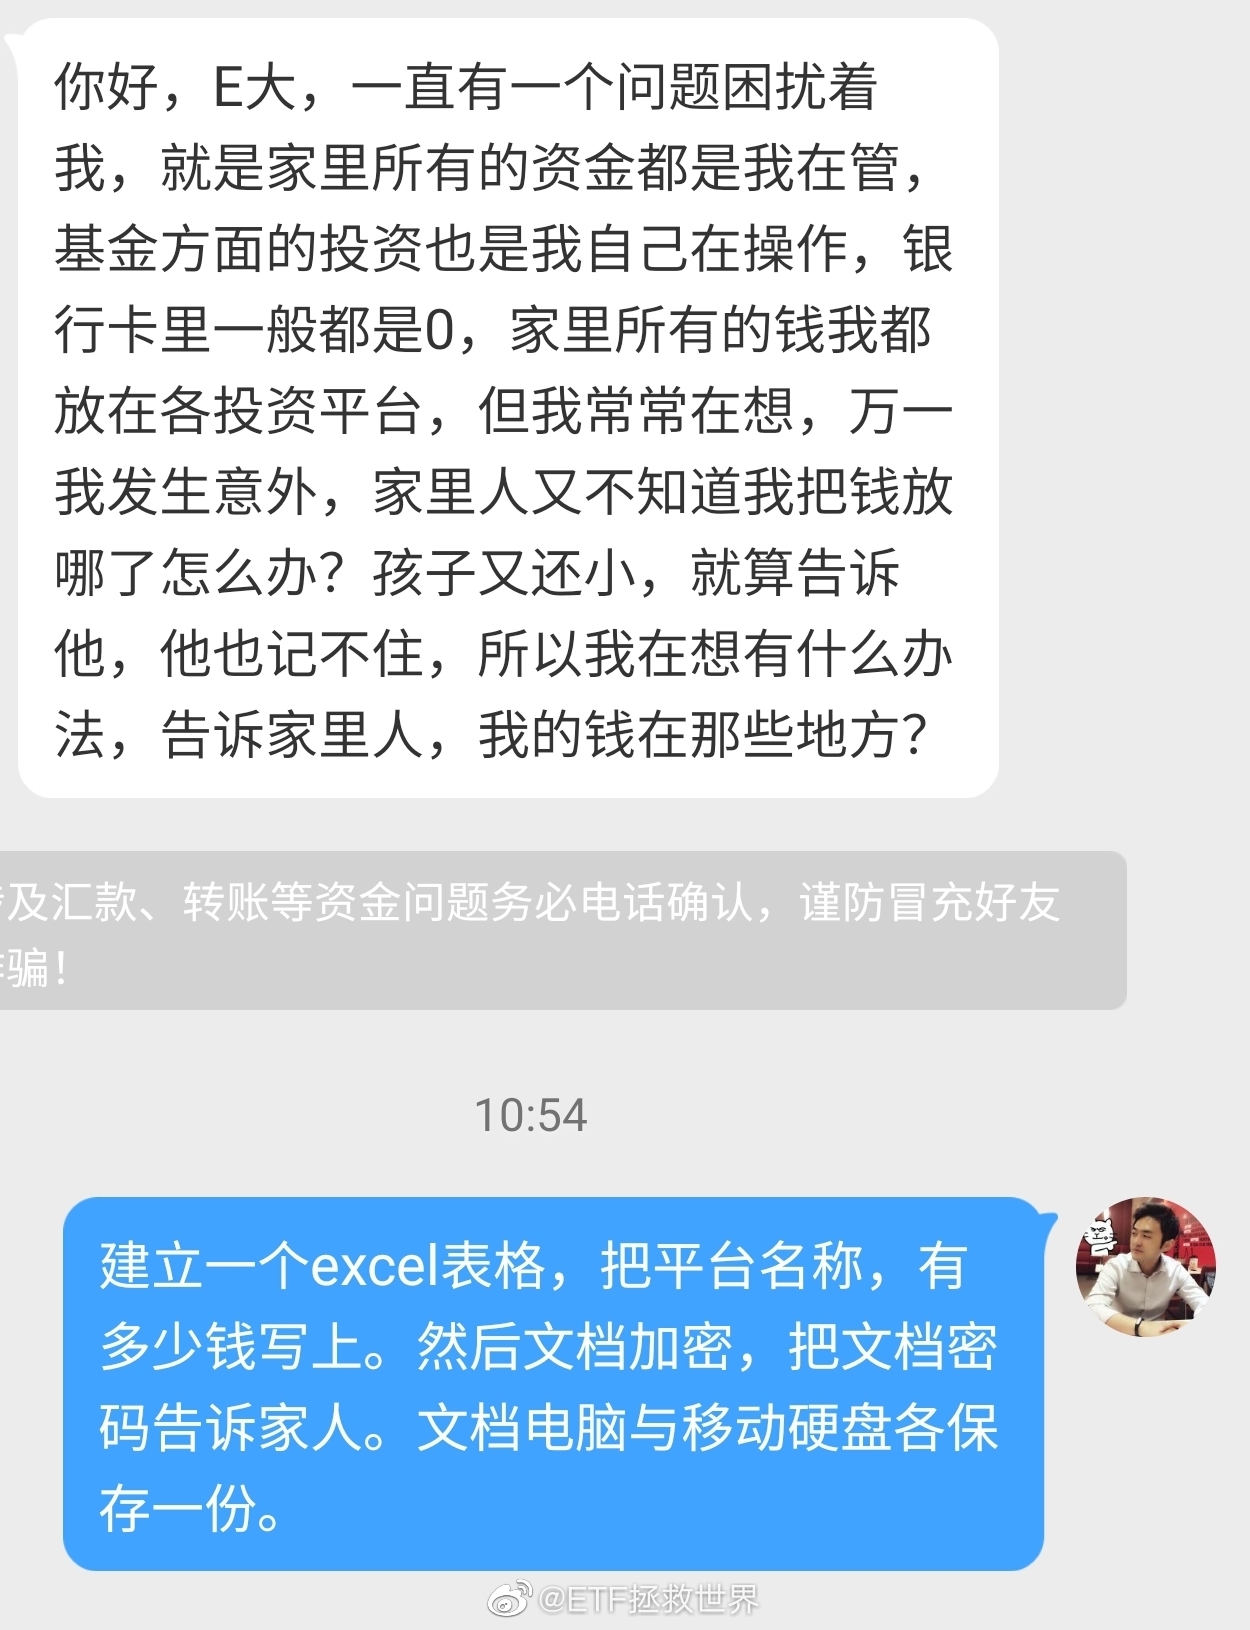 你好，E大，一直有一个问题困扰着
我，就是家里所有的资金都是我在管，
基金方面的投资也是我自己在操作，银
行卡里一般都是0，家里所有的钱我都
放在各投资平台，但我常常在想，万一
我发生意外，家里人又不知道我把钱放
哪了怎么办？孩子又还小，就算告诉
他，他也记不住，所以我在想有什么办
法，告诉家里人，我的钱在那些地方？
及汇款、转账等资金问题务必电话确认，谨防冒充好友
骗！
10:54
建立一个excel表格，把平台名称，有
多少钱写上。然后文档加密，把文档密
码告诉家人。文档电脑与移动硬盘各保
存一份。
@ETF拯救世界